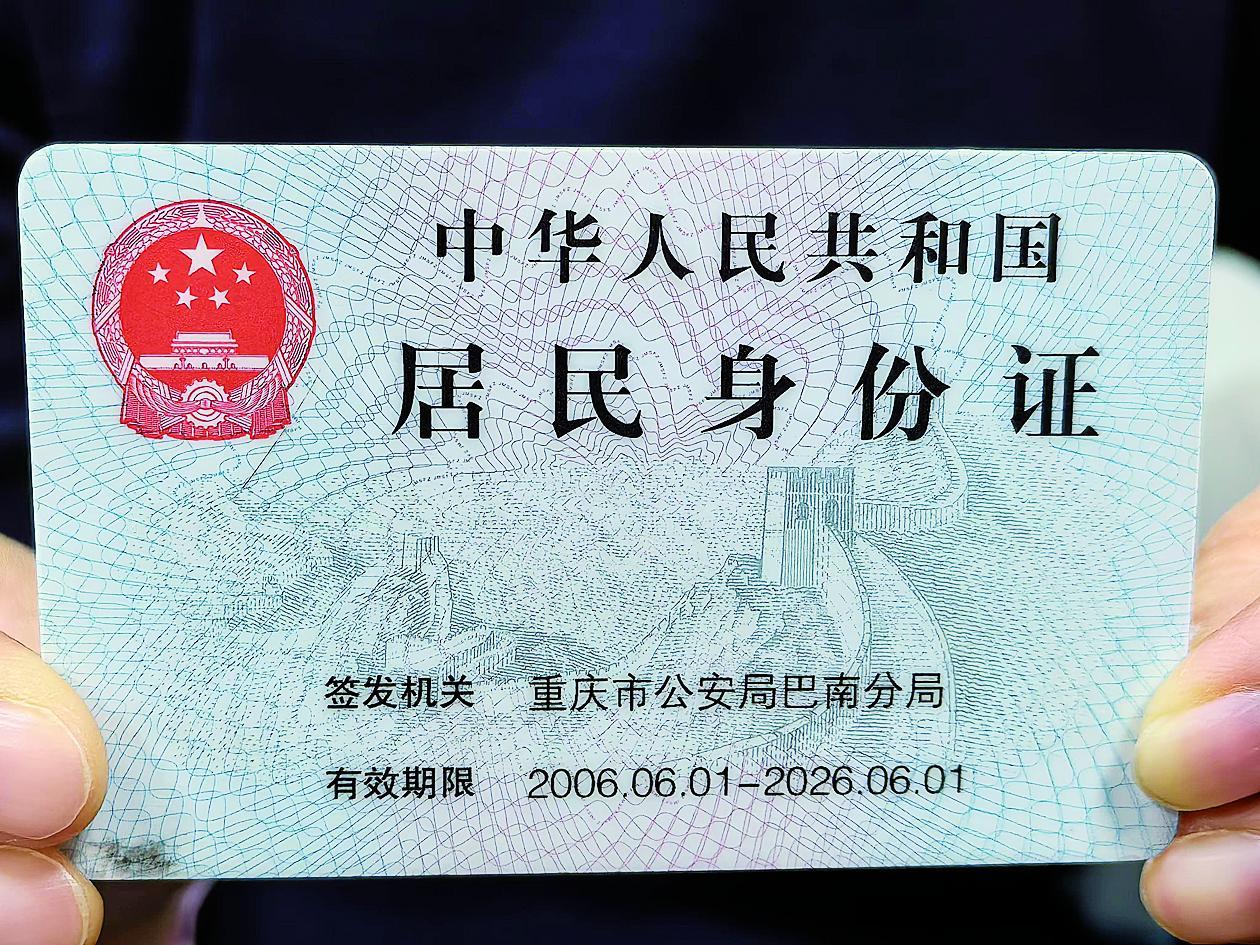 中华人民共和国
居民身份证
签发机关 重庆市公安局巴南分局
有效期限 2006.06.01-2026.06.01